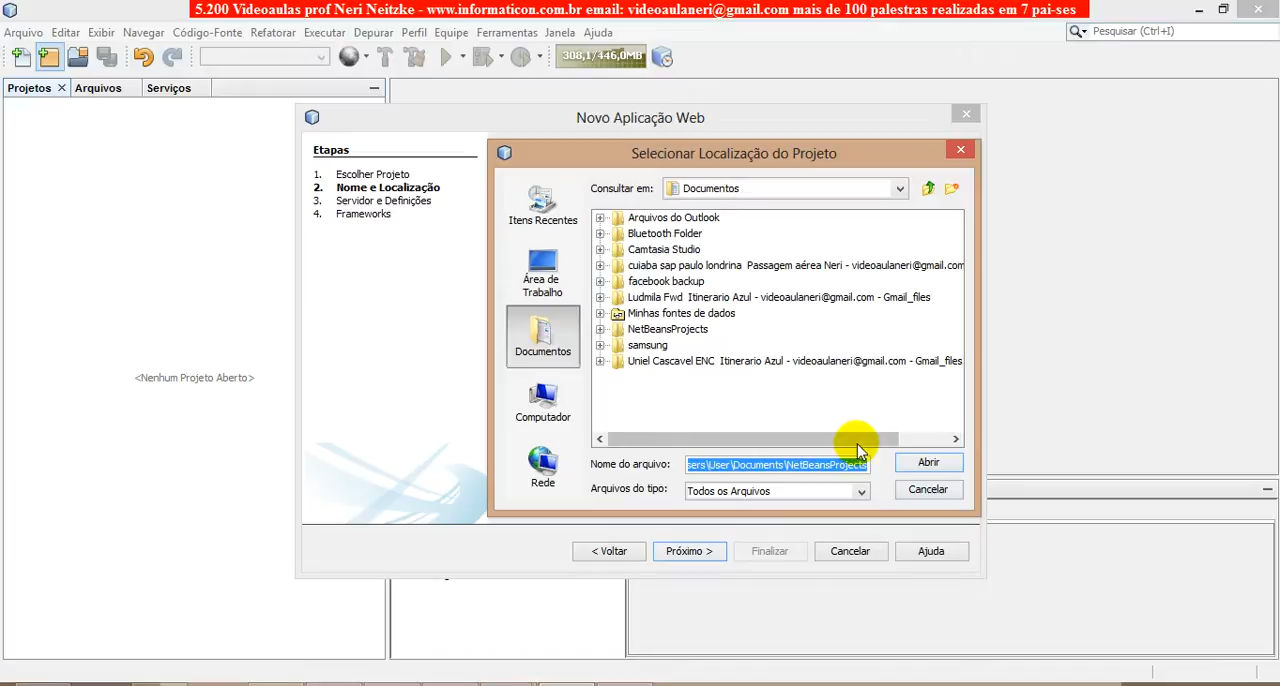 5.200 Videoaulas prof Neri Neitzke - www.informaticon.com.br email: videoaulaneri@gmail.com mais de 100 palestras realizadas em 7 pai-ses
Arquivo Editar Exibir Navegar Código-Fonte Refatorar Executar Depurar Perfil Equipe Ferramentas Janela Ajuda
Pesquisar (Ctrl+I)
308,1/446,0MB
Projetos Arquivos Serviços
<Nenhum Projeto Aberto>
Novo Aplicação Web
Etapas
1. Escolher Projeto
2. Nome e Localização
3. Servidor e Definições
4. Frameworks
Selecionar Localização do Projeto
Consultar em: Documentos
Itens Recentes
Área de
Trabalho
Documentos
Computador
Rede
Arquivos do Outlook
Bluetooth Folder
Camtasia Studio
cuiaba sap paulo londrina Passagem aérea Neri - videoaulaneri@gmail.com
facebook backup
Ludmila Fwd Itinerario Azul - videoaulaneri@gmail.com - Gmail_files
Minhas fontes de dados
NetBeansProjects
samsung
Uniel Cascavel ENC Itinerario Azul - videoaulaneri@gmail.com - Gmail_files
Nome do arquivo: sers\User\Documents\NetBeansProjects Abrir
Arquivos do tipo: Todos os Arquivos Cancelar
< Voltar Próximo > Finalizar Cancelar Ajuda